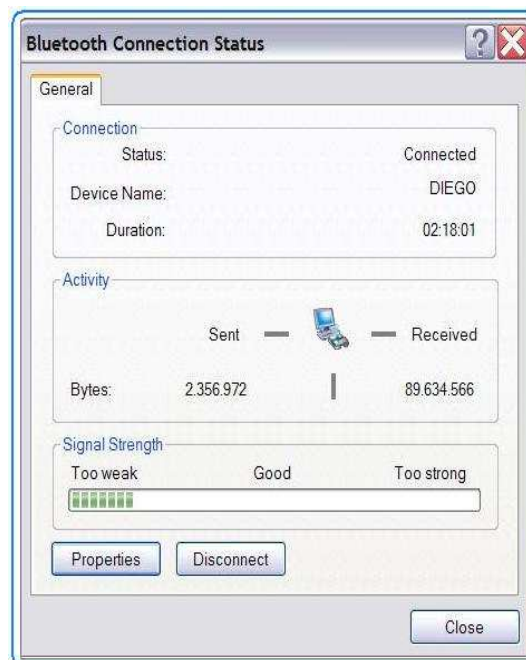 Bluetooth Connection Status
General
Connection
Status: Connected
Device Name: DIEGO
Duration: 02:18:01
Activity
Sent Received
Bytes: 2.356.972 89.634.566
Signal Strength
Too weak Good Too strong
Properties Disconnect
Close